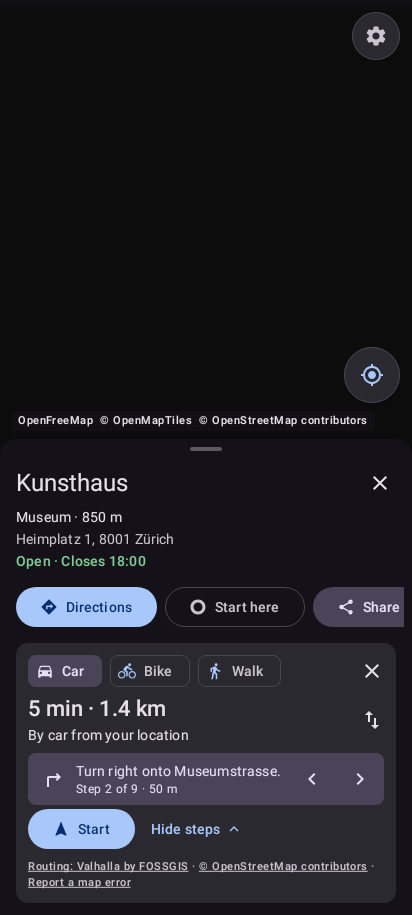 OpenFreeMap © OpenMapTiles © OpenStreetMap contributors
Kunsthaus
Museum · 850 m
Heimplatz 1, 8001 Zürich
Open · Closes 18:00
Directions
Start here
Share
Car
Bike
Walk
5 min · 1.4 km
By car from your location
Turn right onto Museumstrasse.
Step 2 of 9 · 50 m
Start
Hide steps
Routing: Valhalla by FOSSGIS · © OpenStreetMap contributors ·
Report a map error